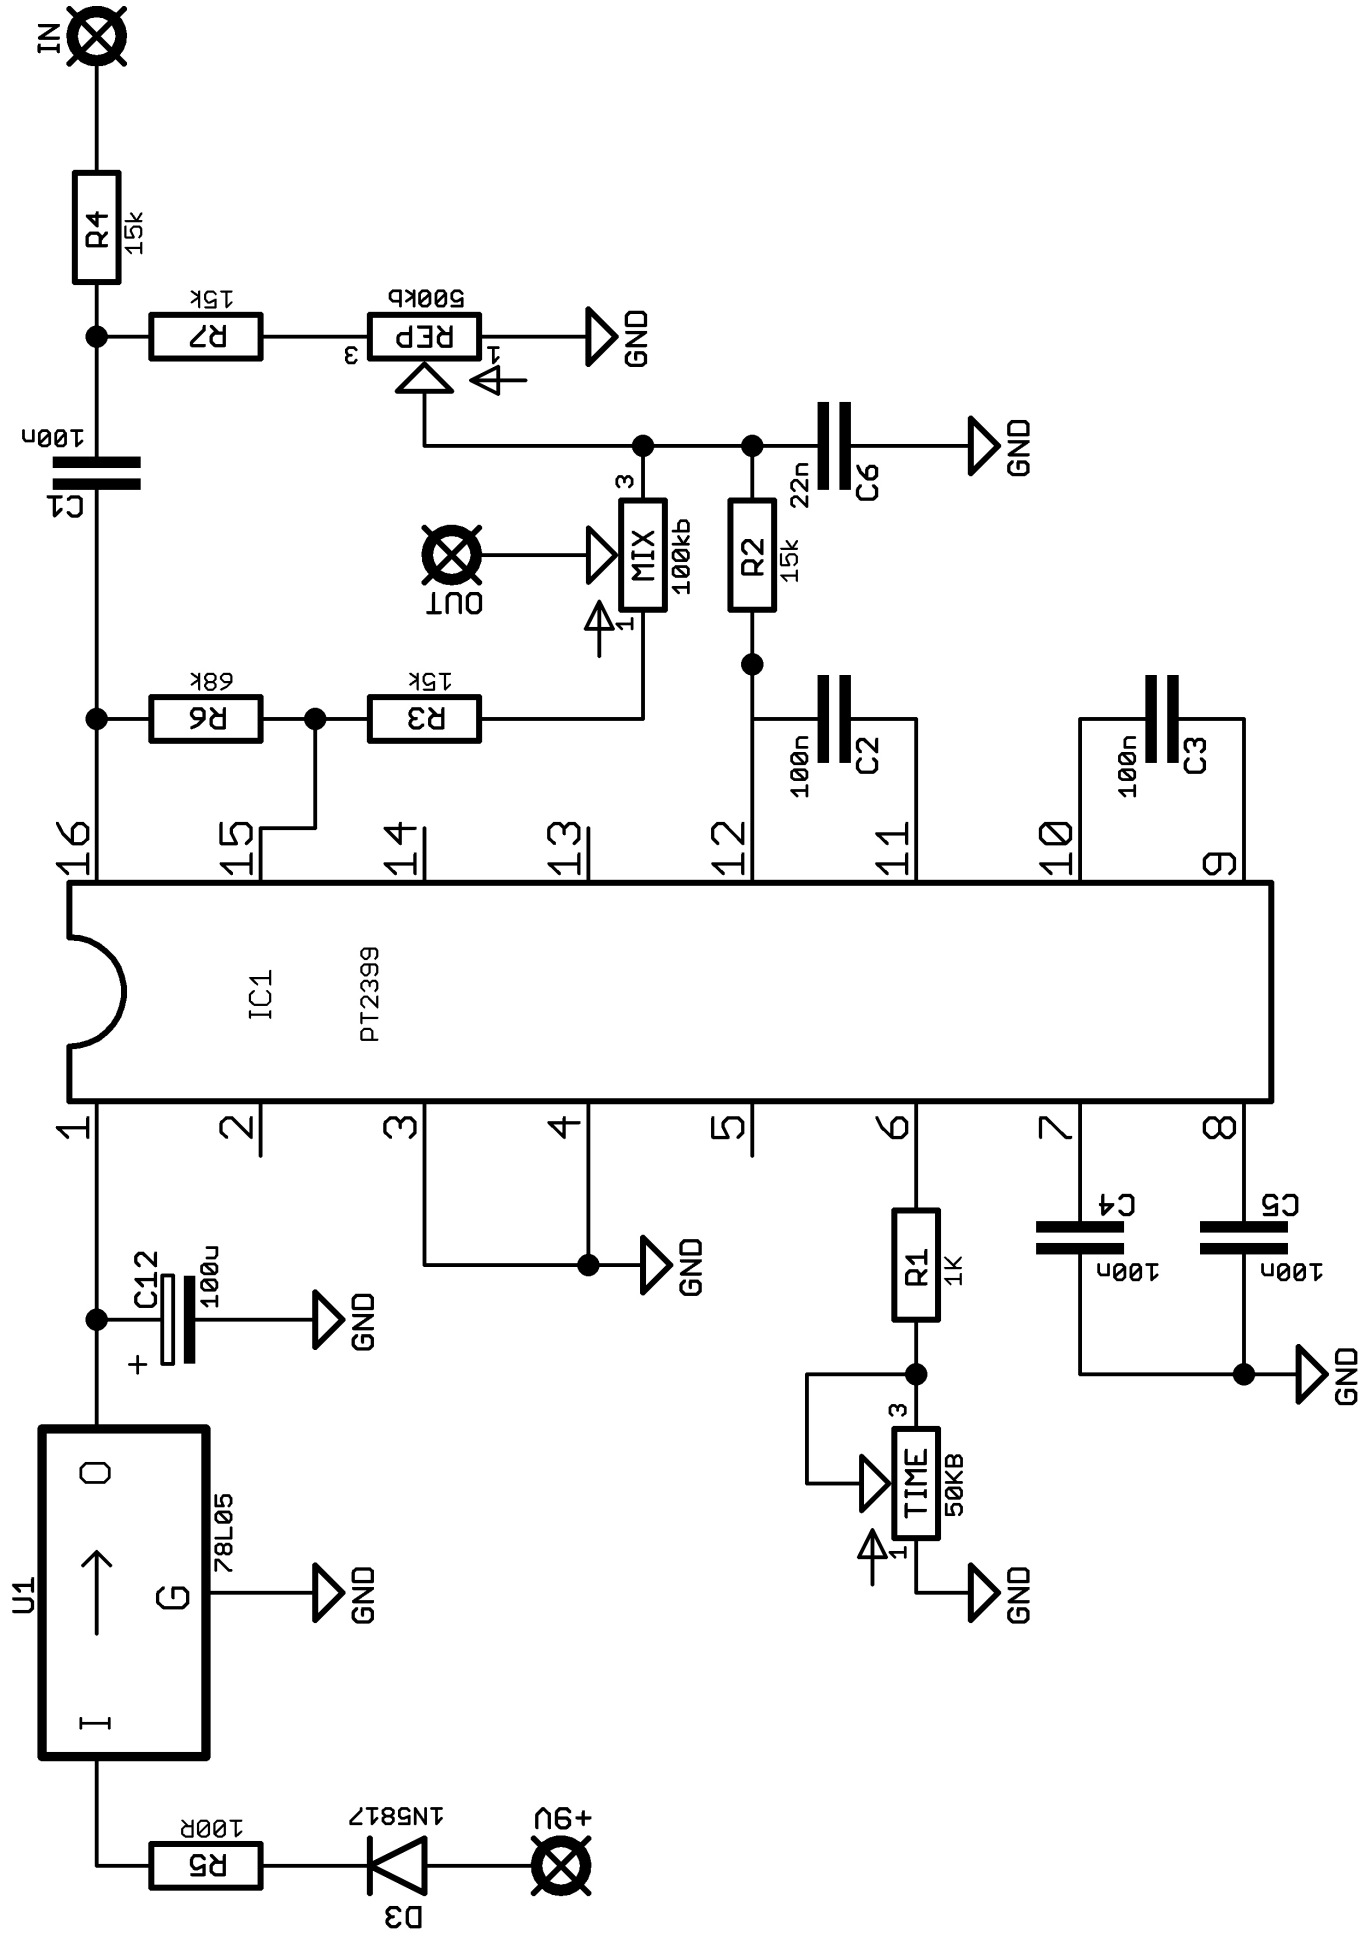 IN
R4
15k
15k
R7
500kb
REP
3
1
GND
100n
C1
OUT
3
MIX
100kb
1
GND
22n
C6
R2
15k
68k
R6
15k
R3
100n
C2
100n
C3
16
15
14
13
12
11
10
9
IC1
PT2399
1
2
3
4
5
6
7
8
C12
100u
+
GND
GND
R1
1K
C4
100n
C5
100n
GND
3
TIME
50KB
1
GND
U1
I
O
G
78L05
GND
100R
R5
1N5817
D3
+9V